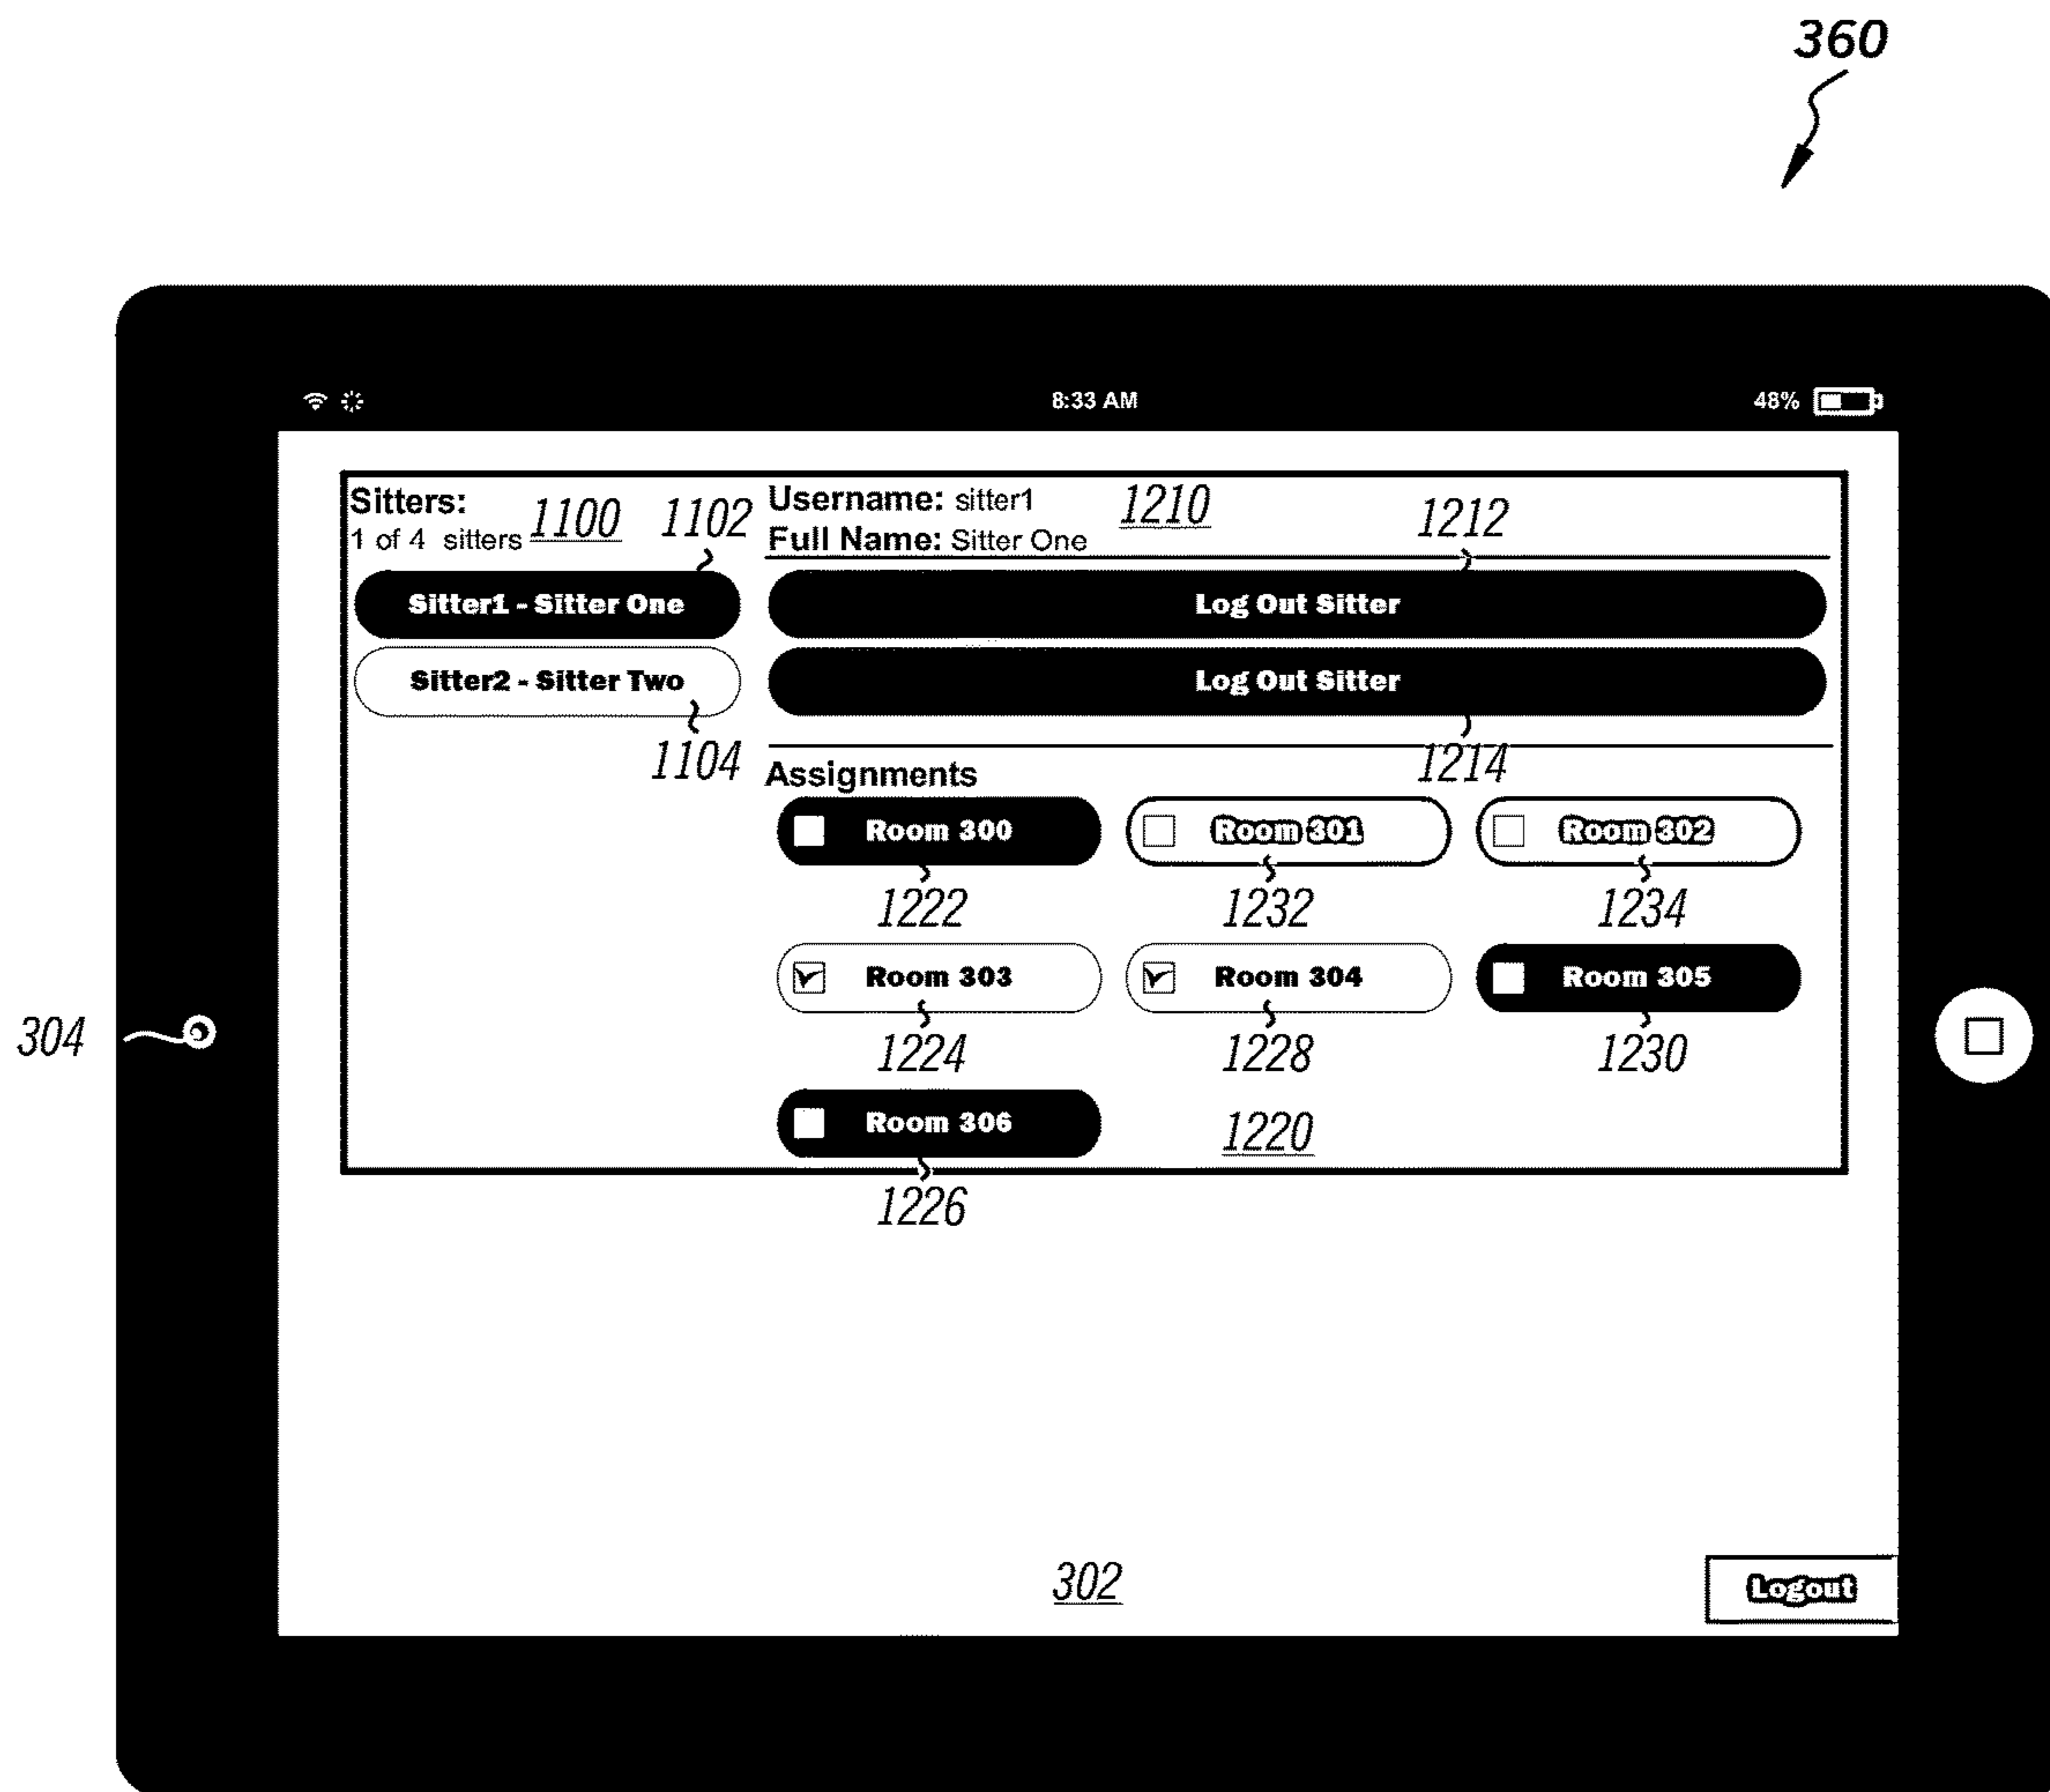 360
8:33 AM 48%
Sitters: 1100 1102 Username: sitter1 1210 1212
1 of 4 sitters Full Name: Sitter One
Sitter1 - Sitter One Log Out Sitter
Sitter2 - Sitter Two Log Out Sitter
1104 Assignments 1214
Room 300 Room 301 Room 302
1222 1232 1234
Room 303 Room 304 Room 305
304 1224 1228 1230
Room 306 1220
1226
302 Logout